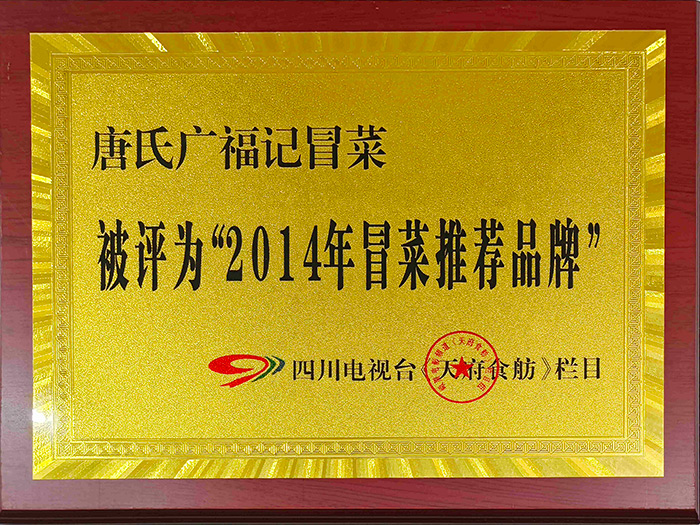 唐氏广福记冒菜
被评为“2014年冒菜推荐品牌”
四川电视台《天府食舫》栏目